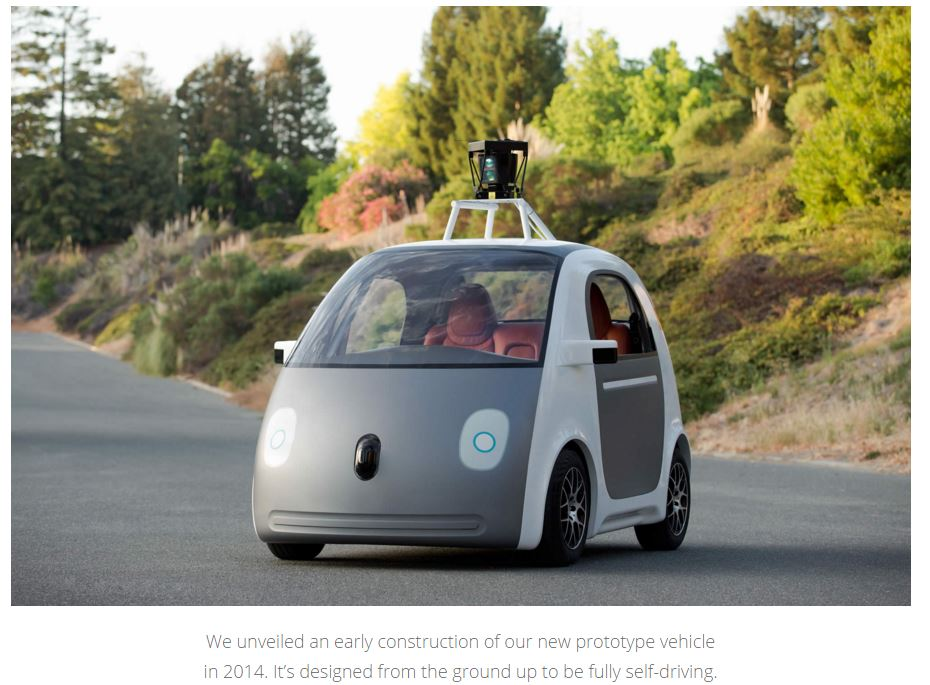 We unveiled an early construction of our new prototype vehicle
in 2014. It’s designed from the ground up to be fully self-driving.